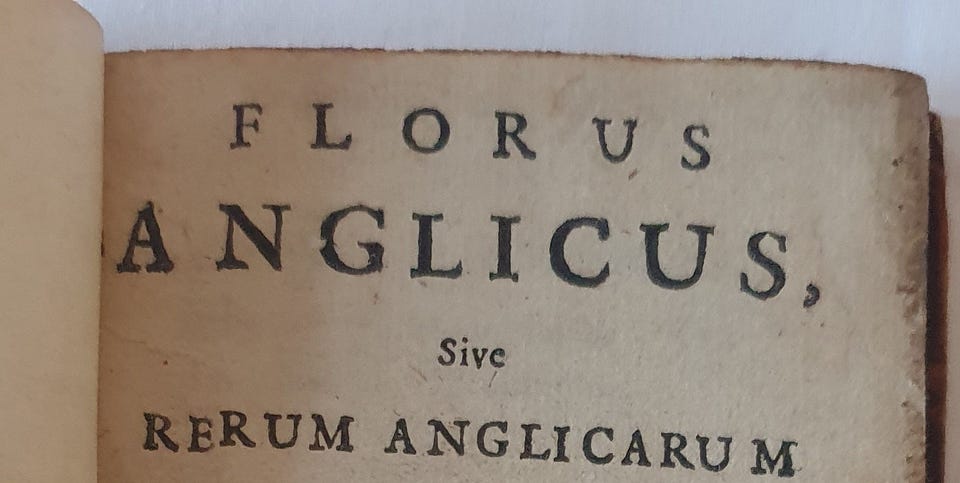 FLORUS
ANGLICUS,
Sive
RERUM ANGLICARUM